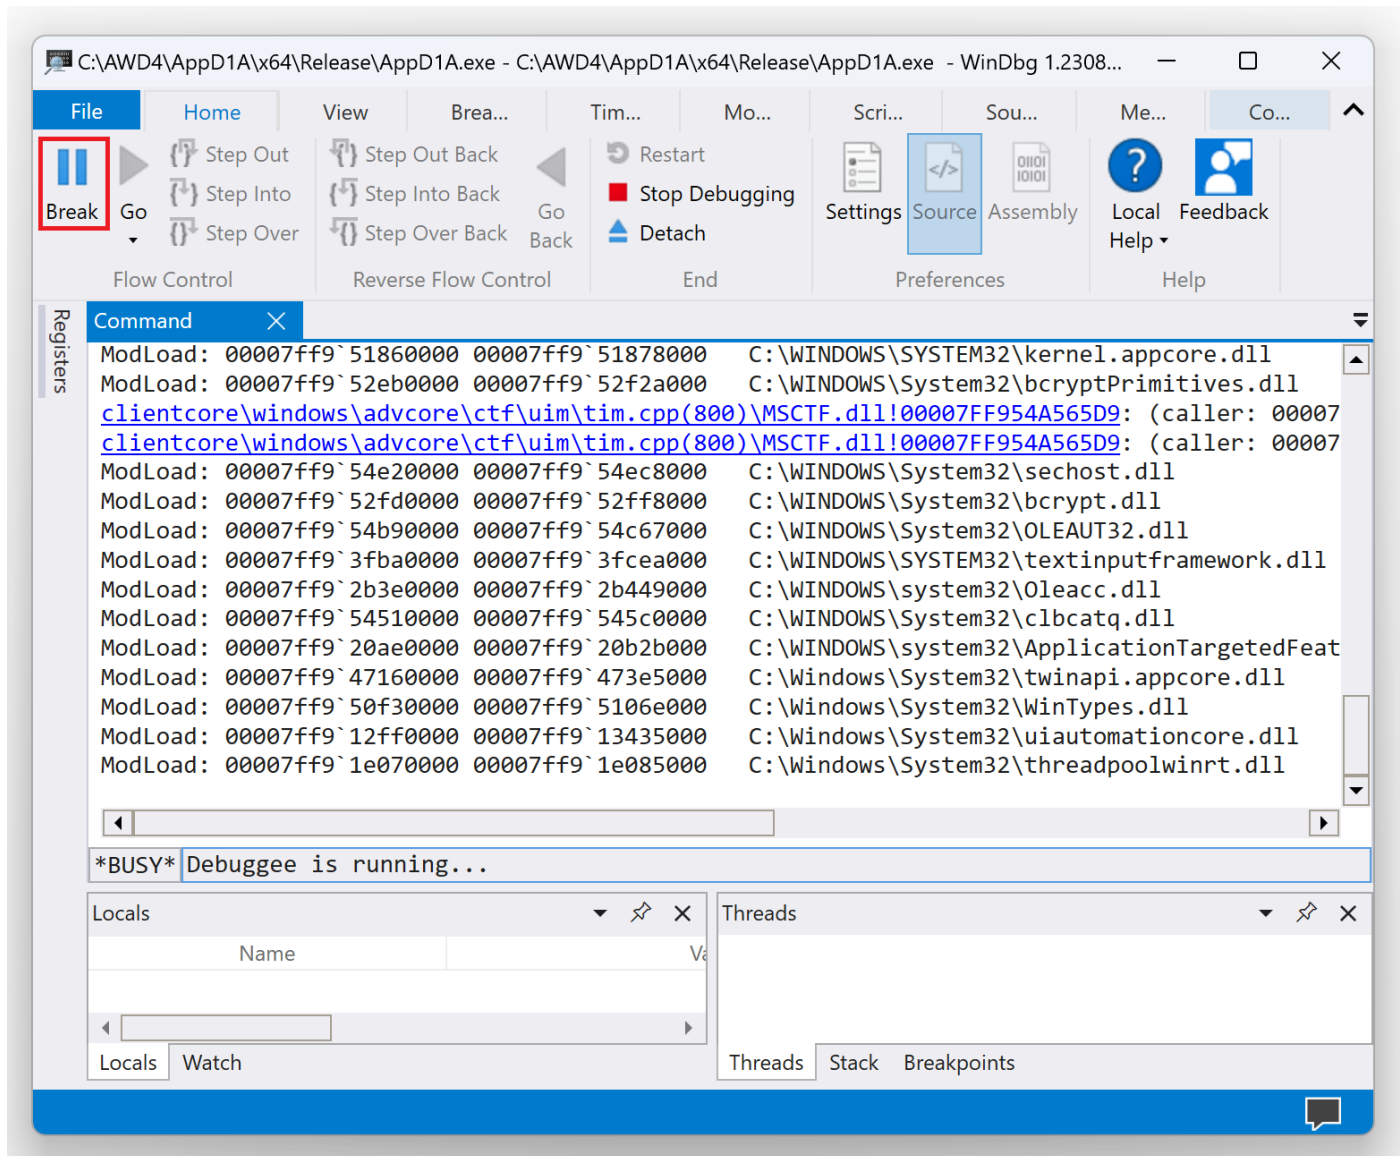 C:\AWD4\AppD1A\x64\Release\AppD1A.exe - C:\AWD4\AppD1A\x64\Release\AppD1A.exe - WinDbg 1.2308...
File Home View Brea... Tim... Mo... Scri... Sou... Me... Co...
Break Go
Step Out
Step Into
Step Over
Flow Control
Step Out Back
Step Into Back
Step Over Back
Go Back
Reverse Flow Control
Restart
Stop Debugging
Detach
End
Settings Source Assembly
Preferences
Local Help
Feedback
Help
Registers
Command
ModLoad: 00007ff9`51860000 00007ff9`51878000 C:\WINDOWS\SYSTEM32\kernel.appcore.dll
ModLoad: 00007ff9`52eb0000 00007ff9`52f2a000 C:\WINDOWS\System32\bcryptPrimitives.dll
clientcore\windows\advcore\ctf\uim\tim.cpp(800)\MSCTF.dll!00007FF954A565D9: (caller: 00007
clientcore\windows\advcore\ctf\uim\tim.cpp(800)\MSCTF.dll!00007FF954A565D9: (caller: 00007
ModLoad: 00007ff9`54e20000 00007ff9`54ec8000 C:\WINDOWS\System32\sechost.dll
ModLoad: 00007ff9`52fd0000 00007ff9`52ff8000 C:\WINDOWS\System32\bcrypt.dll
ModLoad: 00007ff9`54b90000 00007ff9`54c67000 C:\WINDOWS\System32\OLEAUT32.dll
ModLoad: 00007ff9`3fba0000 00007ff9`3fcea000 C:\WINDOWS\SYSTEM32\textinputframework.dll
ModLoad: 00007ff9`2b3e0000 00007ff9`2b449000 C:\WINDOWS\system32\Oleacc.dll
ModLoad: 00007ff9`54510000 00007ff9`545c0000 C:\WINDOWS\System32\clbcatq.dll
ModLoad: 00007ff9`20ae0000 00007ff9`20b2b000 C:\WINDOWS\System32\ApplicationTargetedFeat
ModLoad: 00007ff9`47160000 00007ff9`473e5000 C:\Windows\System32\twinapi.appcore.dll
ModLoad: 00007ff9`50f30000 00007ff9`5106e000 C:\Windows\System32\WinTypes.dll
ModLoad: 00007ff9`12ff0000 00007ff9`13435000 C:\Windows\System32\uiautomationcore.dll
ModLoad: 00007ff9`1e070000 00007ff9`1e085000 C:\Windows\System32\threadpoolwinrt.dll
*BUSY* Debuggee is running...
Locals
Name
Locals Watch
Threads
Threads Stack Breakpoints